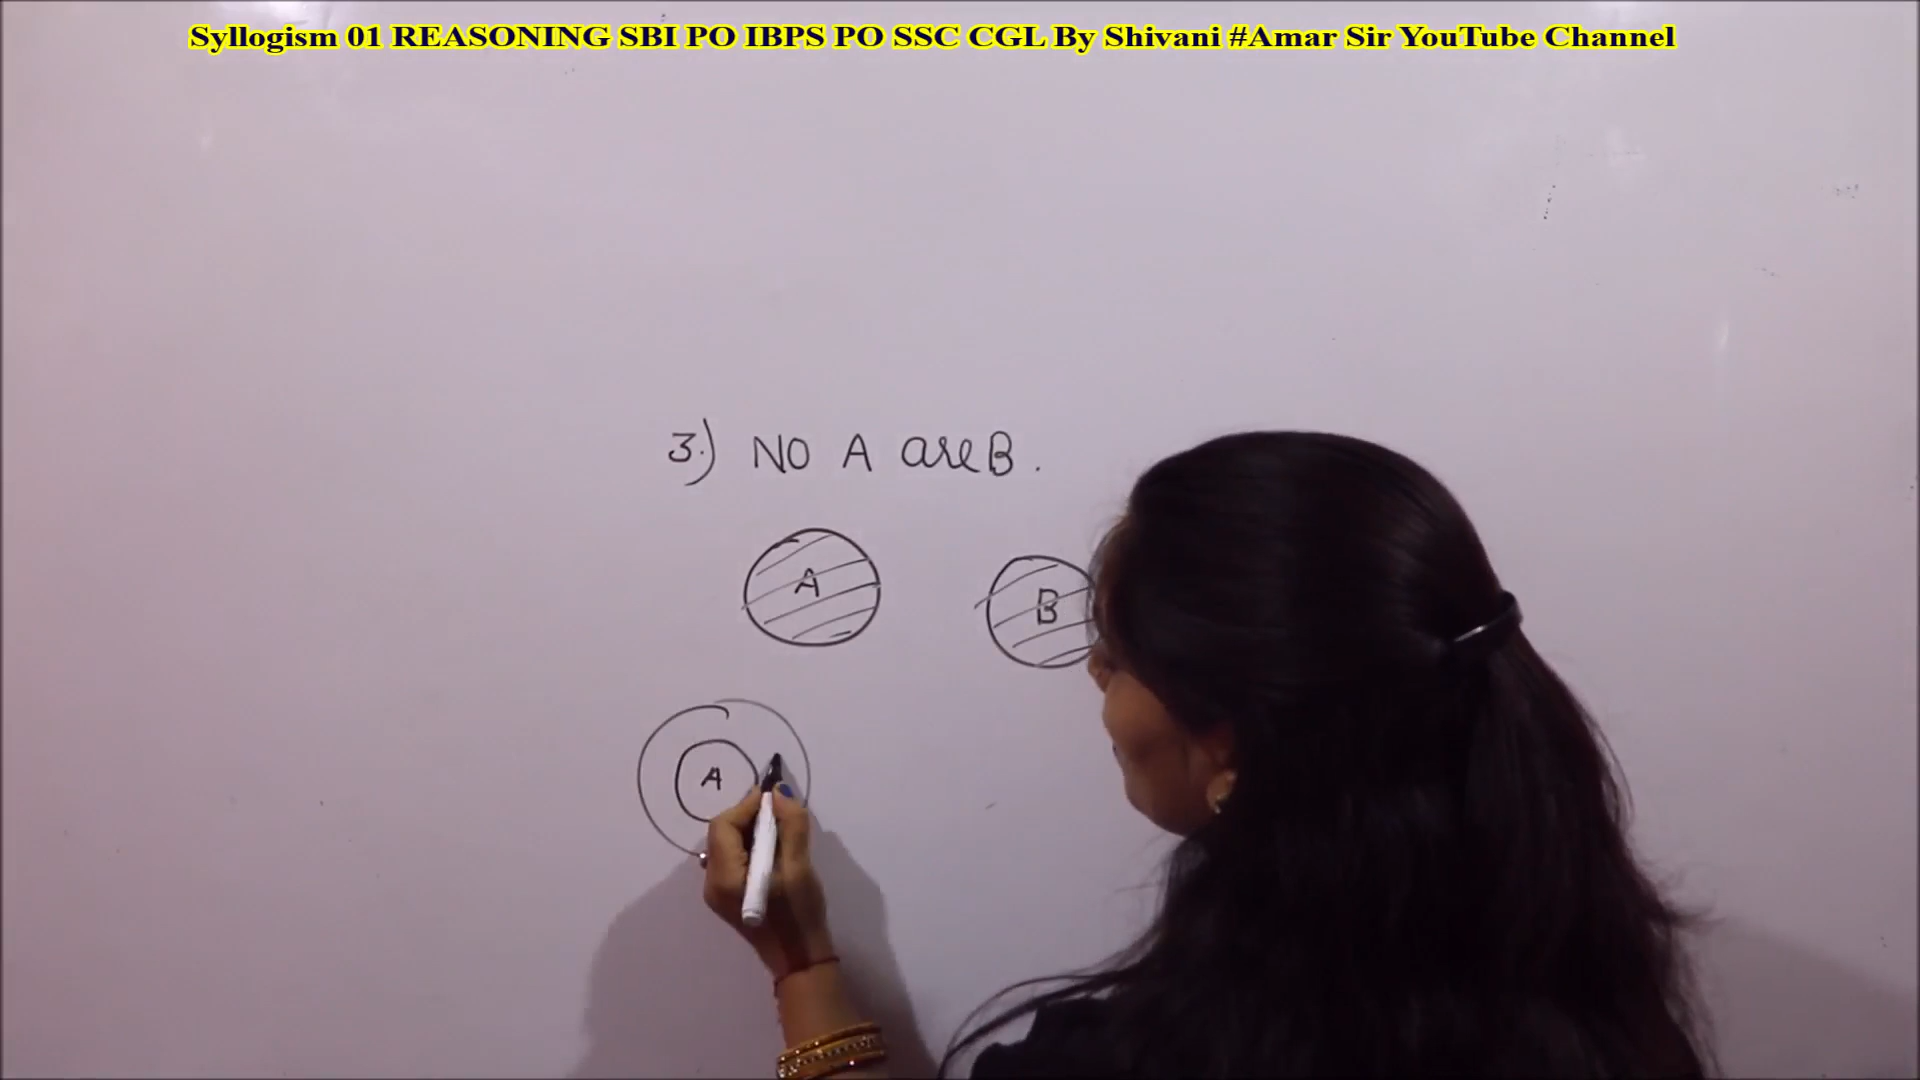 Syllogism 01 REASONING SBI PO IBPS PO SSC CGL By Shivani #Amar Sir YouTube Channel
3.) NO A are B.
A
B
A